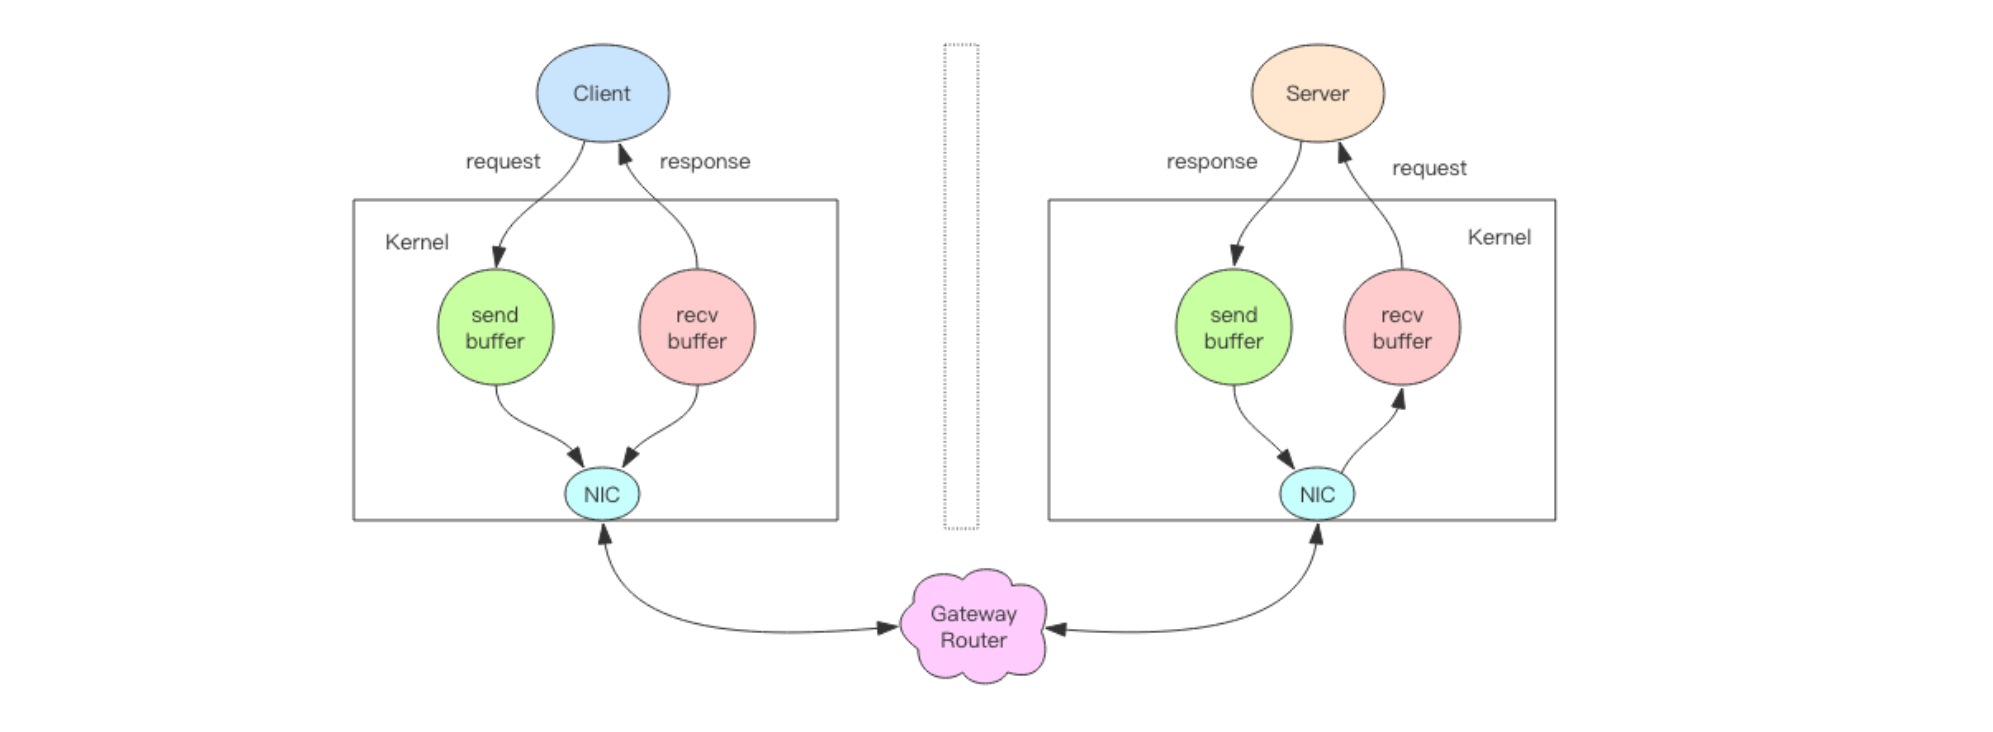 Client
Server
request
response
response
request
Kernel
Kernel
send
buffer
recv
buffer
send
buffer
recv
buffer
NIC
NIC
Gateway
Router